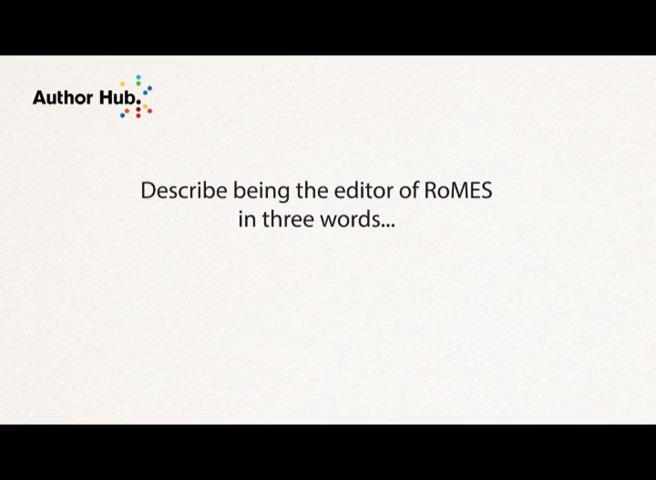 Author Hub.
Describe being the editor of RoMES
in three words...